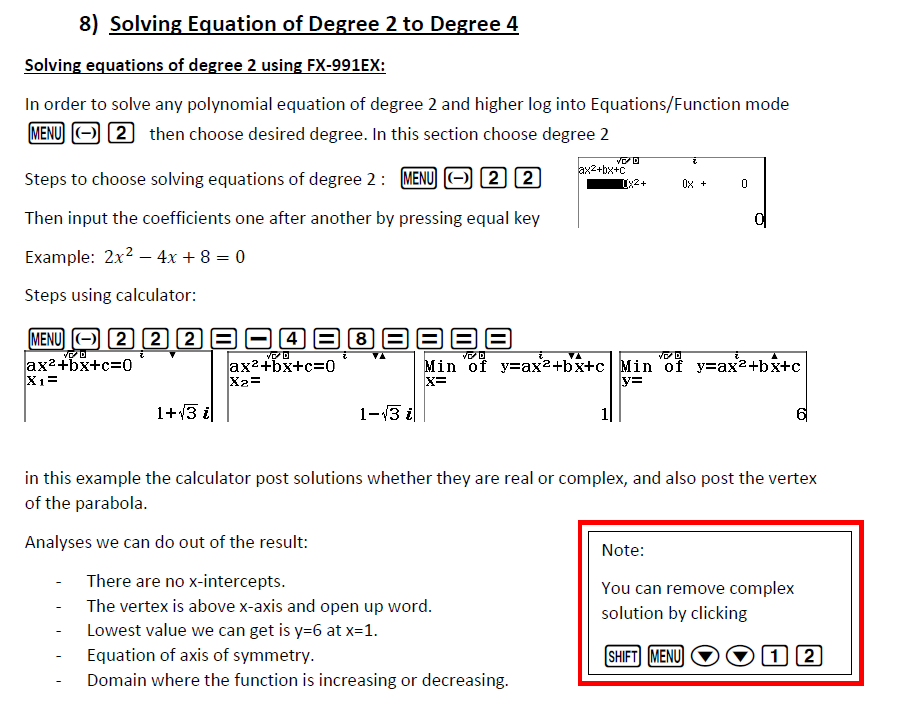 8) Solving Equation of Degree 2 to Degree 4
Solving equations of degree 2 using FX-991EX:
In order to solve any polynomial equation of degree 2 and higher log into Equations/Function mode
MENU (−) 2 then choose desired degree. In this section choose degree 2
Steps to choose solving equations of degree 2 : MENU (−) 2 2
√▱ D i
ax²+bx+c
0x²+ 0x + 0
0
Then input the coefficients one after another by pressing equal key
Example: 2x² − 4x + 8 = 0
Steps using calculator:
MENU (−) 2 2 2 = − 4 = 8 = = = =
ax²+bx+c=0
x₁=
1+√3 i
ax²+bx+c=0
x₂=
1−√3 i
Min of y=ax²+bx+c
x=
1
Min of y=ax²+bx+c
y=
6
in this example the calculator post solutions whether they are real or complex, and also post the vertex
of the parabola.
Analyses we can do out of the result:
- There are no x-intercepts.
- The vertex is above x-axis and open up word.
- Lowest value we can get is y=6 at x=1.
- Equation of axis of symmetry.
- Domain where the function is increasing or decreasing.
Note:
You can remove complex
solution by clicking
SHIFT MENU ▼ ▼ 1 2